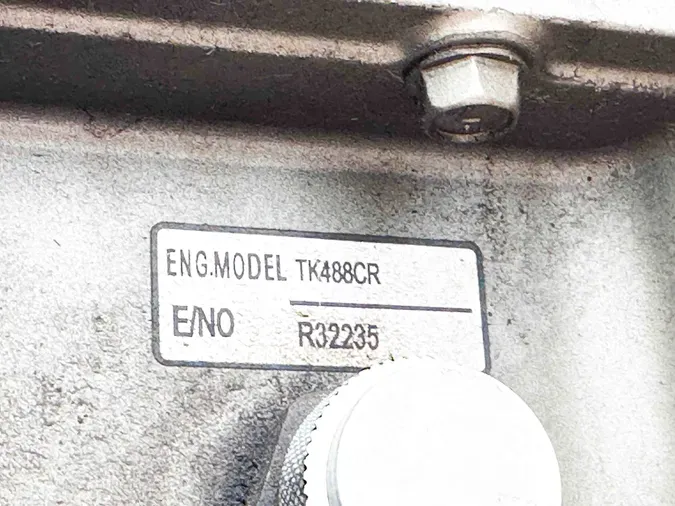 ENG.MODEL TK488CR
E/NO R32235